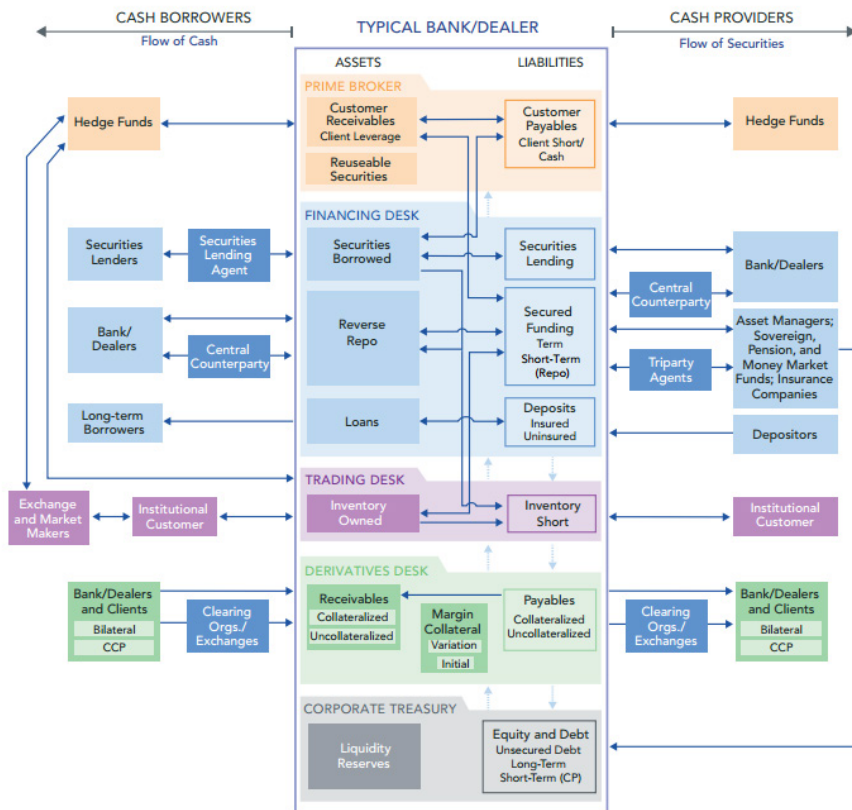 CASH BORROWERS
Flow of Cash
TYPICAL BANK/DEALER
CASH PROVIDERS
Flow of Securities
ASSETS
LIABILITIES
PRIME BROKER
Hedge Funds
Customer
Receivables
Client Leverage
Reuseable
Securities
Customer
Payables
Client Short/
Cash
Hedge Funds
FINANCING DESK
Securities
Lenders
Securities
Lending
Agent
Securities
Borrowed
Securities
Lending
Bank/Dealers
Central
Counterparty
Bank/
Dealers
Central
Counterparty
Reverse
Repo
Secured
Funding
Term
Short-Term
(Repo)
Asset Managers;
Sovereign,
Pension, and
Money Market
Funds; Insurance
Companies
Triparty
Agents
Long-term
Borrowers
Loans
Deposits
Insured
Uninsured
Depositors
TRADING DESK
Exchange
and Market
Makers
Institutional
Customer
Inventory
Owned
Inventory
Short
Institutional
Customer
DERIVATIVES DESK
Bank/Dealers
and Clients
Bilateral
CCP
Clearing
Orgs./
Exchanges
Receivables
Collateralized
Uncollateralized
Margin
Collateral
Variation
Initial
Payables
Collateralized
Uncollateralized
Clearing
Orgs./
Exchanges
Bank/Dealers
and Clients
Bilateral
CCP
CORPORATE TREASURY
Liquidity
Reserves
Equity and Debt
Unsecured Debt
Long-Term
Short-Term (CP)